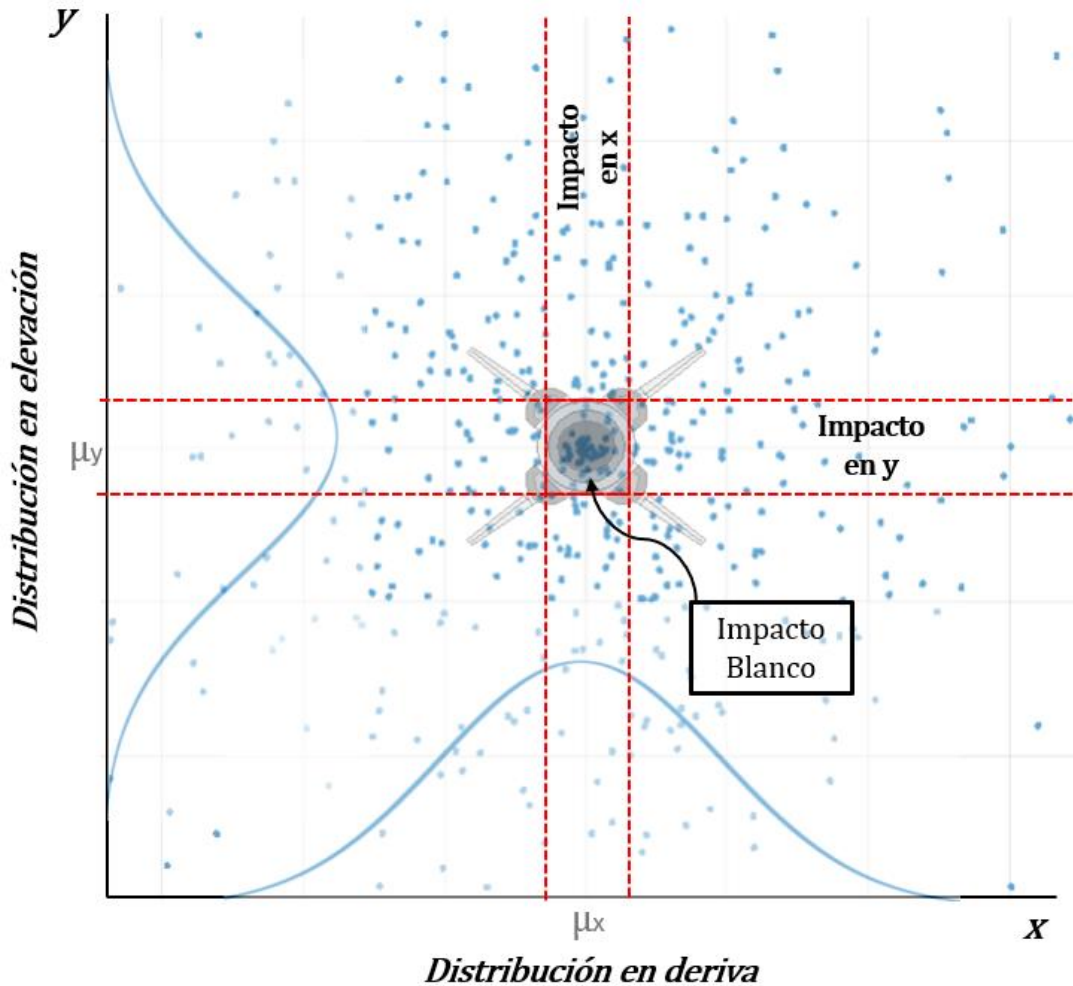 y
Impacto
en x
Distribución en elevación
Impacto
en y
μy
Impacto
Blanco
μx
x
Distribución en deriva